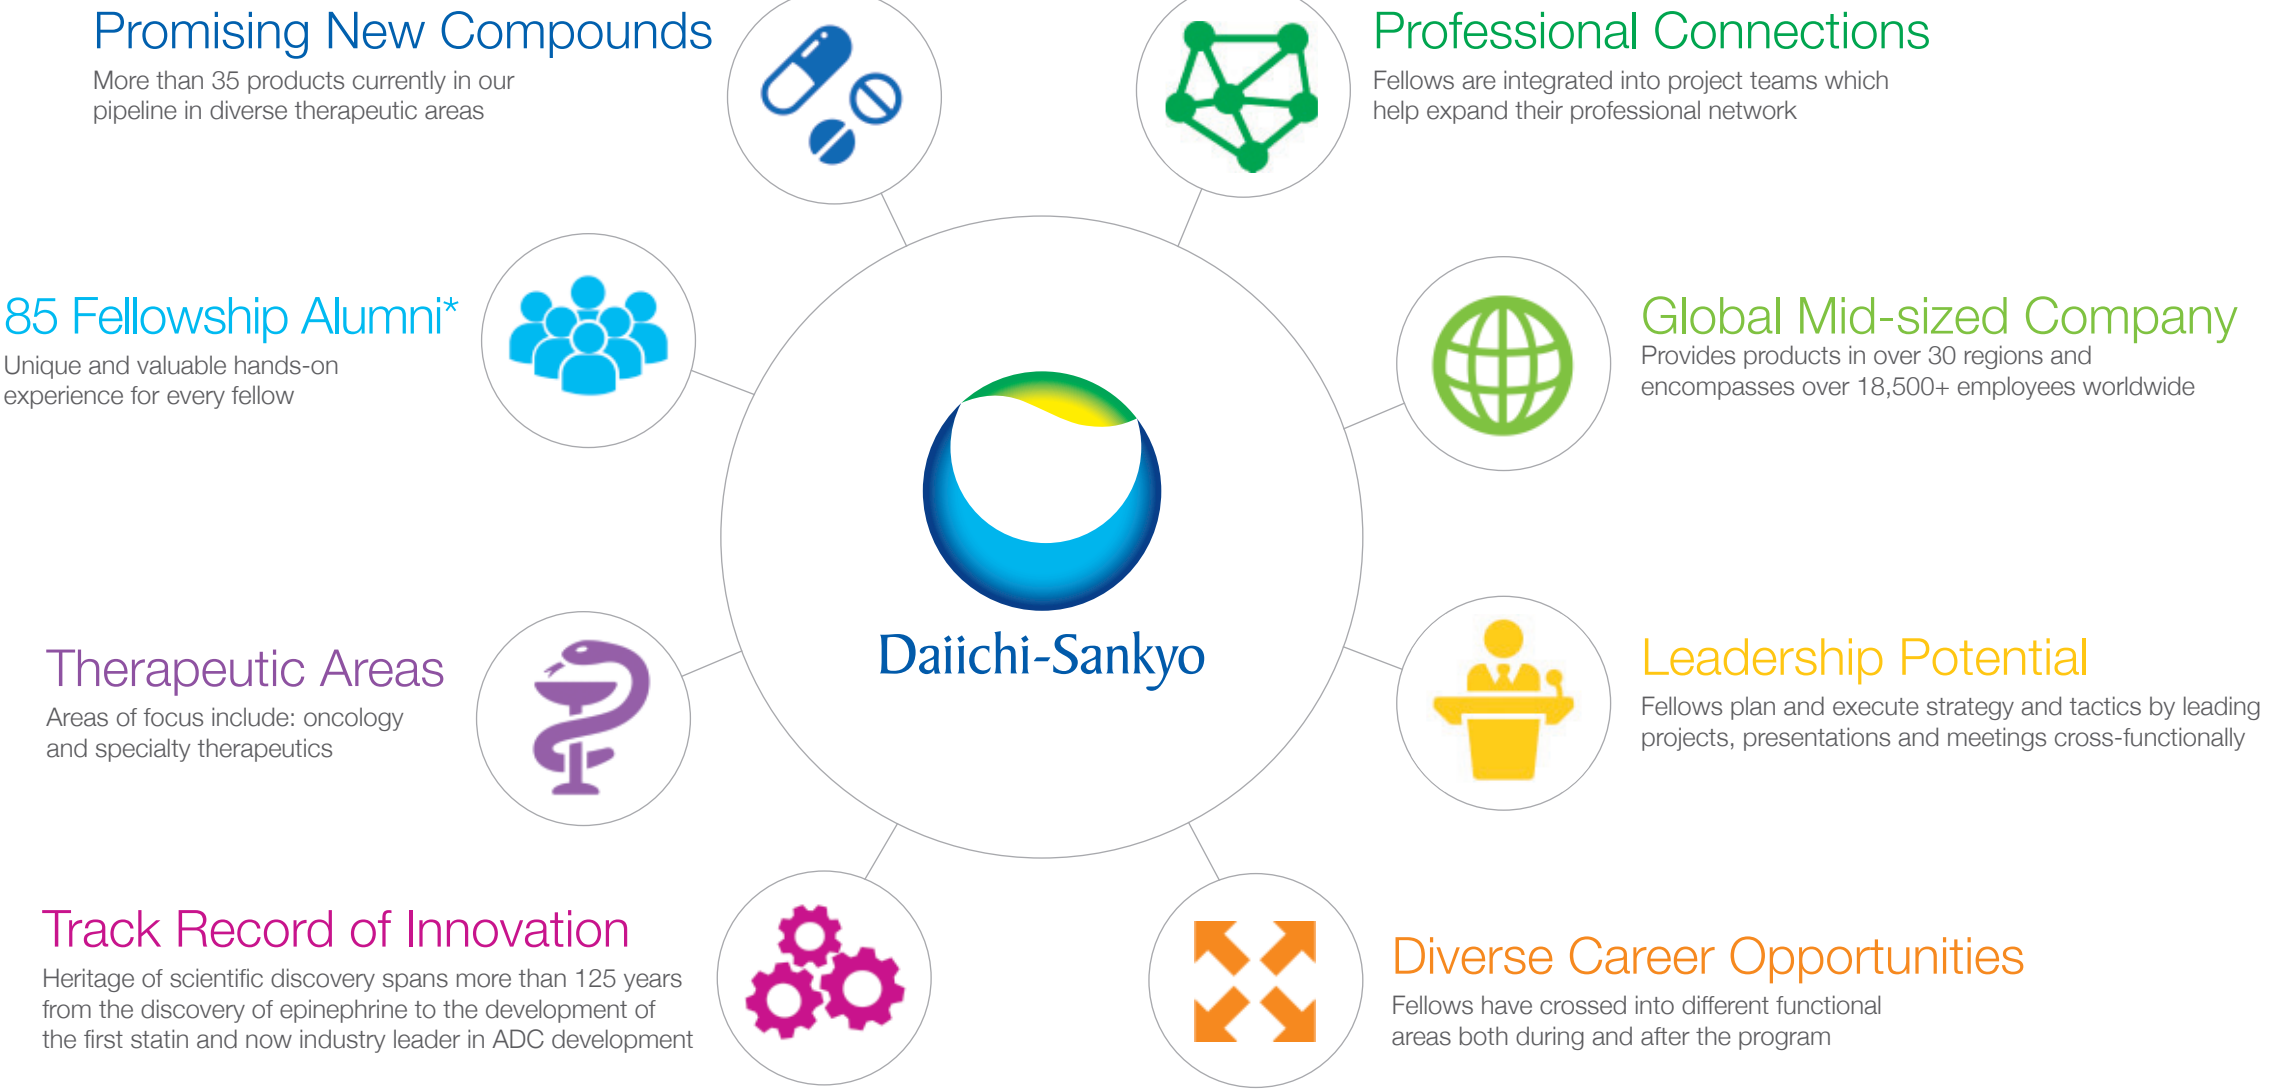 Promising New Compounds
More than 35 products currently in our
pipeline in diverse therapeutic areas
Professional Connections
Fellows are integrated into project teams which
help expand their professional network
85 Fellowship Alumni*
Unique and valuable hands-on
experience for every fellow
Global Mid-sized Company
Provides products in over 30 regions and
encompasses over 18,500+ employees worldwide
Daiichi-Sankyo
Therapeutic Areas
Areas of focus include: oncology
and specialty therapeutics
Leadership Potential
Fellows plan and execute strategy and tactics by leading
projects, presentations and meetings cross-functionally
Track Record of Innovation
Heritage of scientific discovery spans more than 125 years
from the discovery of epinephrine to the development of
the first statin and now industry leader in ADC development
Diverse Career Opportunities
Fellows have crossed into different functional
areas both during and after the program